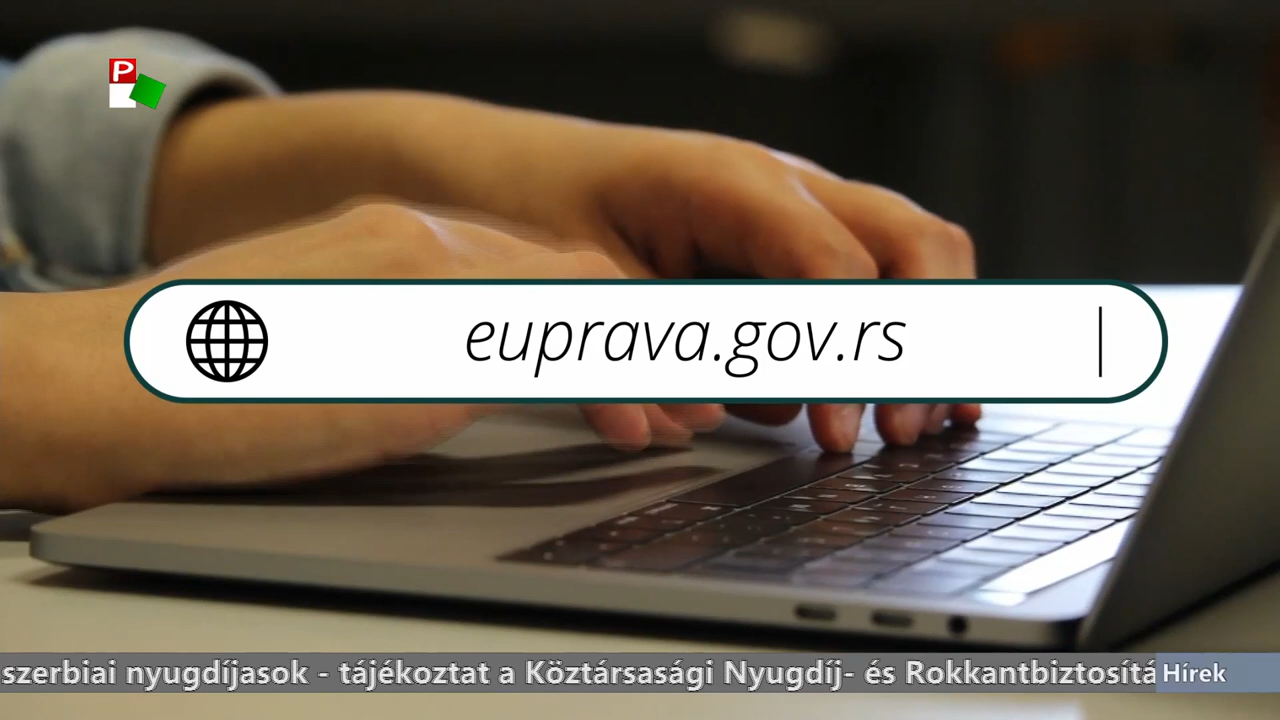 P
euprava.gov.rs
szerbiai nyugdíjasok - tájékoztat a Köztársasági Nyugdíj- és Rokkantbiztosítá
Hírek